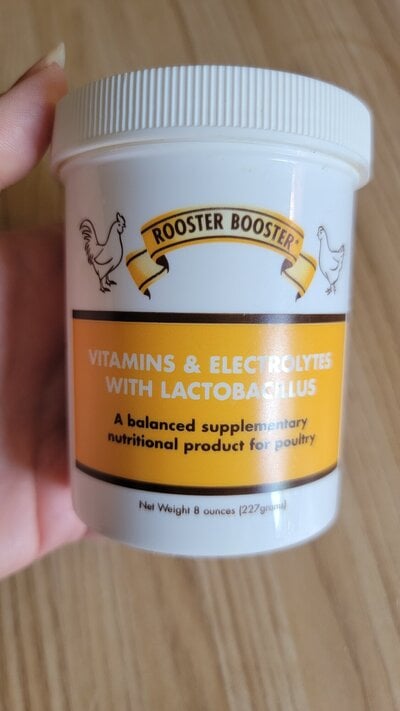 ROOSTER BOOSTER®
VITAMINS & ELECTROLYTES
WITH LACTOBACILLUS
A balanced supplementary
nutritional product for poultry
Net Weight 8 ounces (227grams)